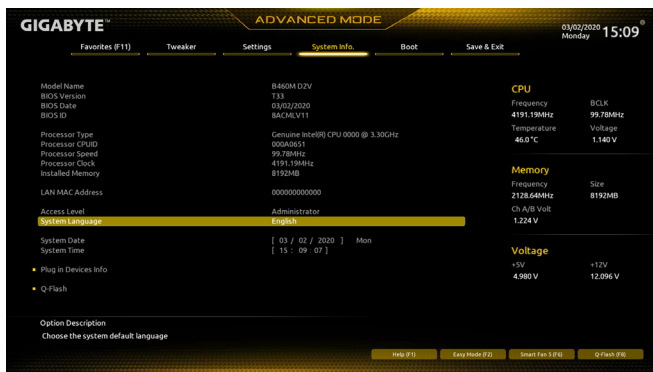 GIGABYTE™
ADVANCED MODE
03/02/2020
Monday
15:09
Favorites (F11) Tweaker Settings System Info. Boot Save & Exit
Model Name B460M D2V
BIOS Version T33
BIOS Date 03/02/2020
BIOS ID 8ACMLV11
Processor Type Genuine Intel(R) CPU 0000 @ 3.30GHz
Processor CPUID 000A0651
Processor Speed 99.78MHz
Processor Clock 4191.19MHz
Installed Memory 8192MB
LAN MAC Address 000000000000
Access Level Administrator
System Language English
System Date [ 03 / 02 / 2020 ] Mon
System Time [ 15 : 09 : 07 ]
Plug in Devices Info
Q-Flash
CPU
Frequency BCLK
4191.19MHz 99.78MHz
Temperature Voltage
46.0 °C 1.140 V
Memory
Frequency Size
2128.64MHz 8192MB
Ch A/B Volt
1.224 V
Voltage
+5V +12V
4.980 V 12.096 V
Option Description
Choose the system default language
Help (F1) Easy Mode (F2) Smart Fan 5 (F6) Q-Flash (F8)